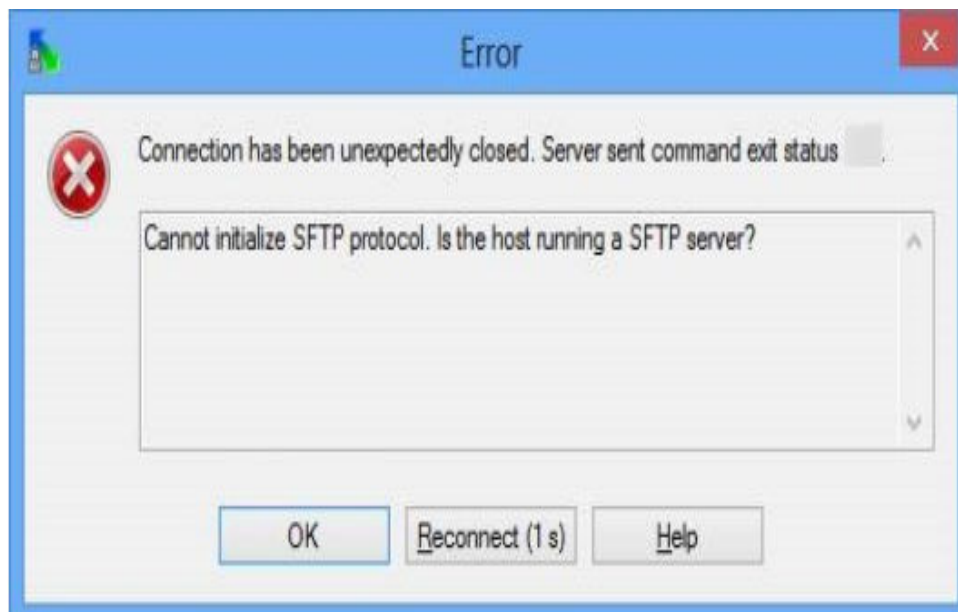 Error
X
Connection has been unexpectedly closed. Server sent command exit status .
Cannot initialize SFTP protocol. Is the host running a SFTP server?
OK
Reconnect (1 s)
Help